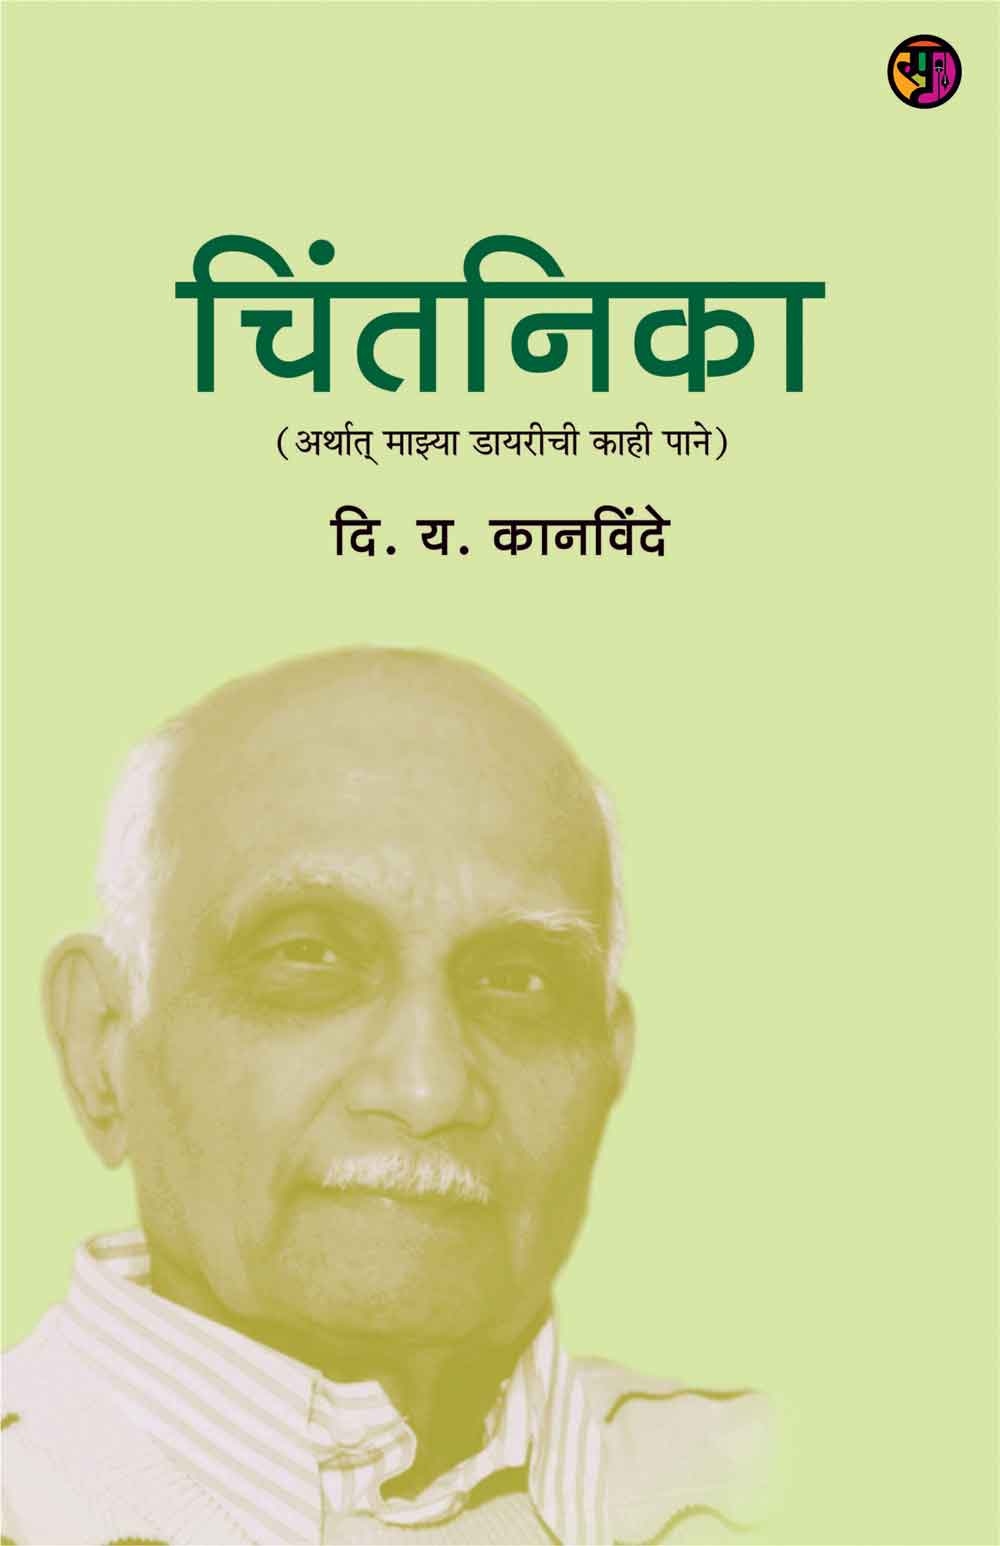 चिंतनिका
(अर्थात् माझ्या डायरीची काही पाने)
दि. य. कानविंदे